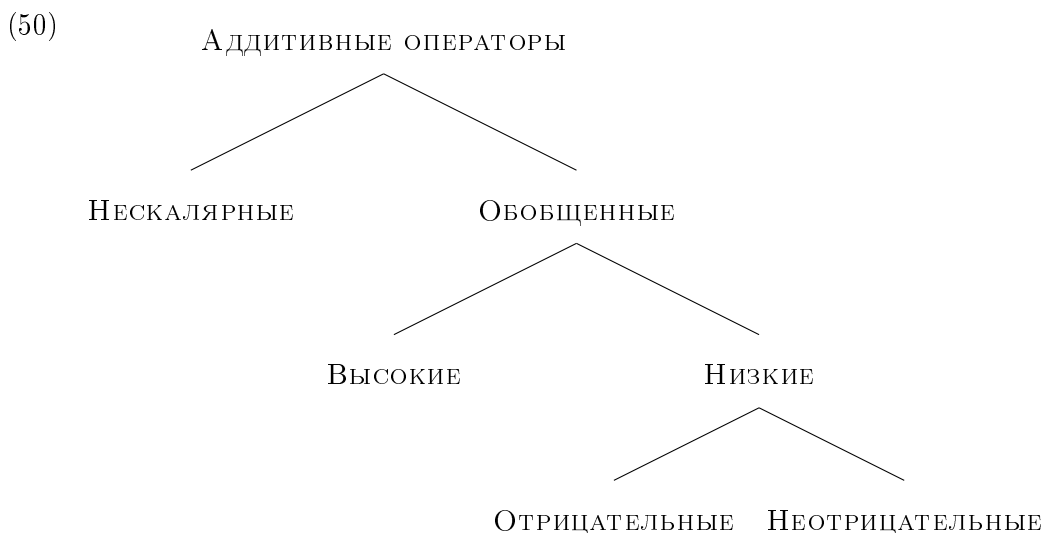 (50)
Аддитивные операторы
Нескалярные Обобщенные
Высокие Низкие
Отрицательные Неотрицательные